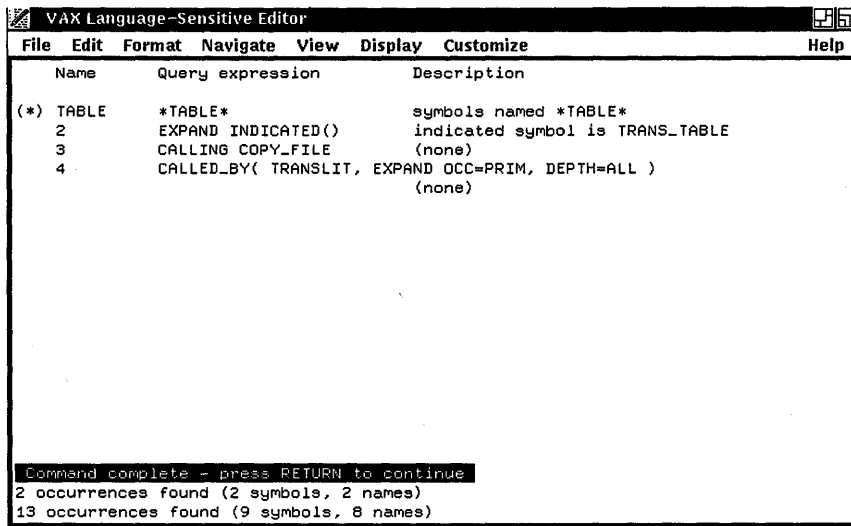 VAX Language-Sensitive Editor
File Edit Format Navigate View Display Customize Help
Name Query expression Description
(*) TABLE *TABLE* symbols named *TABLE*
2 EXPAND INDICATED() indicated symbol is TRANS_TABLE
3 CALLING COPY_FILE (none)
4 CALLED_BY( TRANSLIT, EXPAND OCC=PRIM, DEPTH=ALL )
(none)
Command complete - press RETURN to continue
2 occurrences found (2 symbols, 2 names)
13 occurrences found (9 symbols, 8 names)